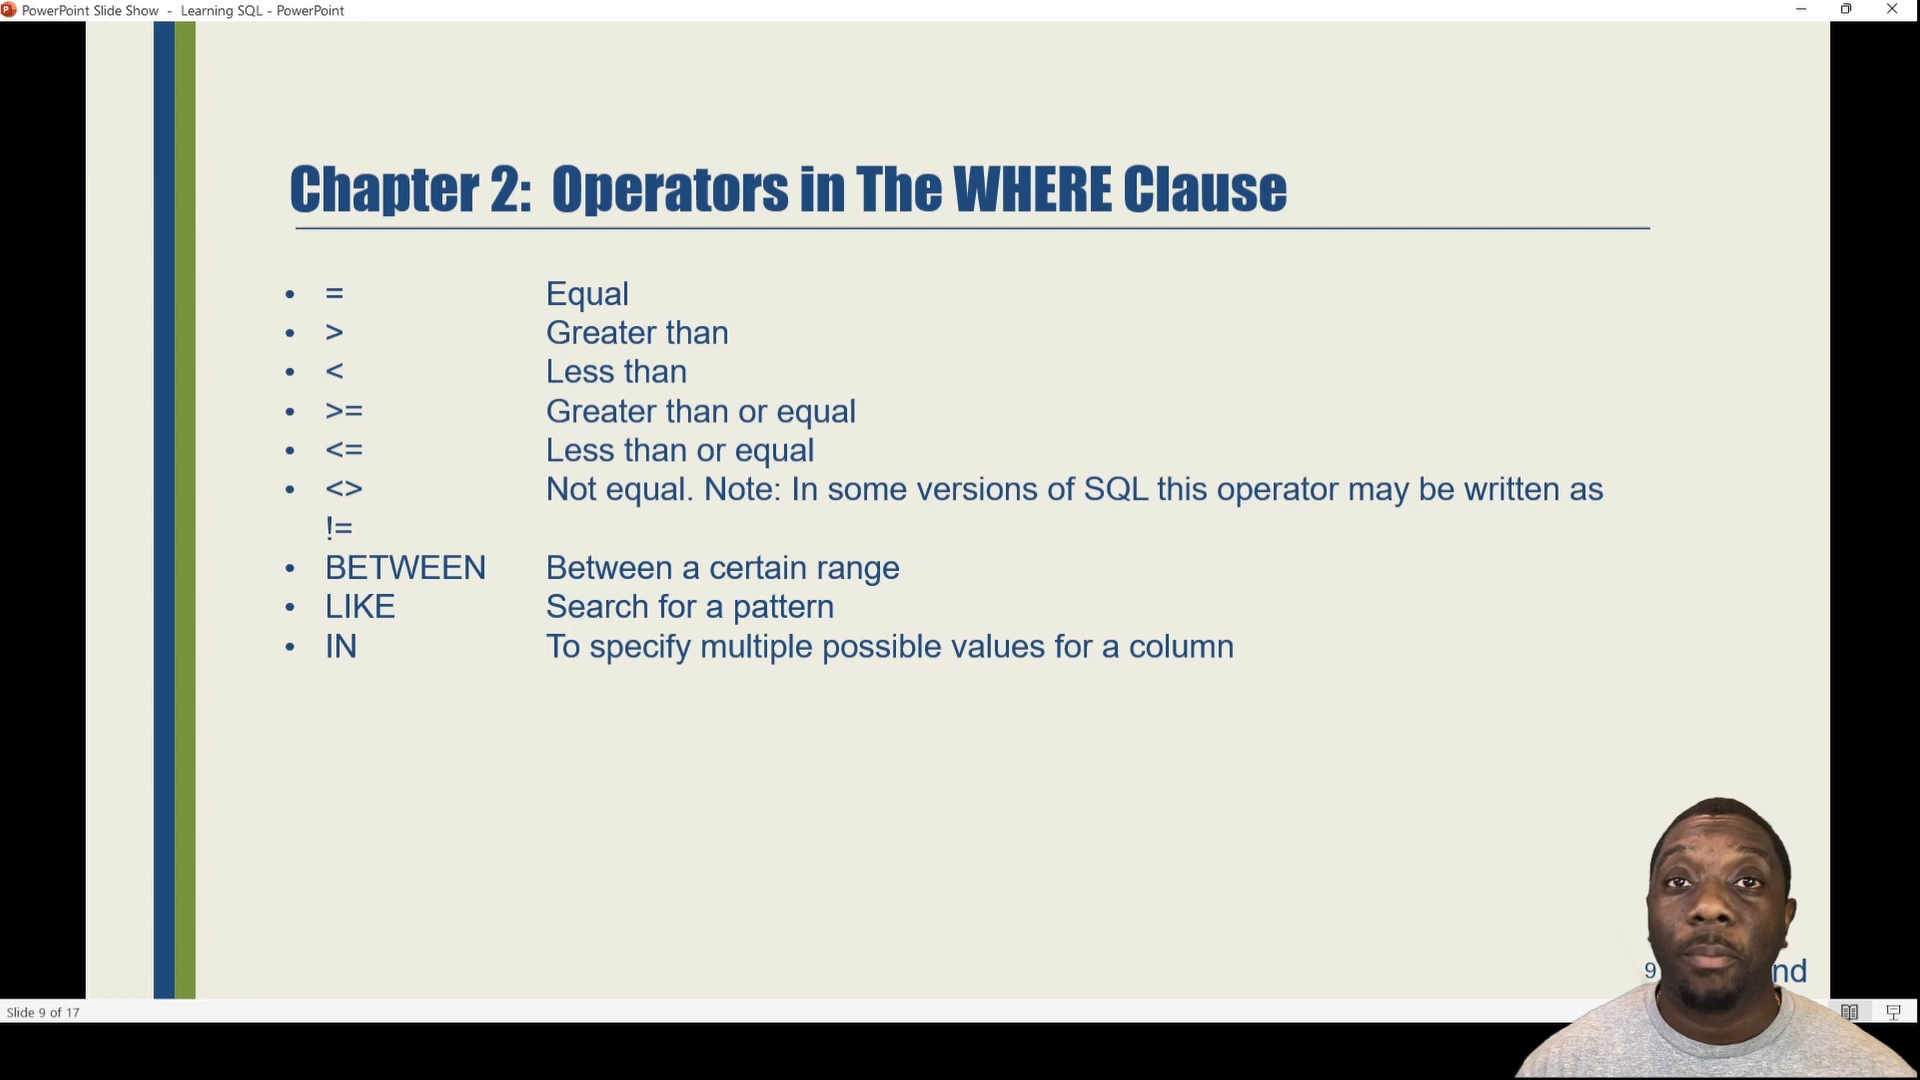 PowerPoint Slide Show - Learning SQL - PowerPoint
Chapter 2: Operators in The WHERE Clause
• = Equal
• > Greater than
• < Less than
• >= Greater than or equal
• <= Less than or equal
• <> Not equal. Note: In some versions of SQL this operator may be written as
!=
• BETWEEN Between a certain range
• LIKE Search for a pattern
• IN To specify multiple possible values for a column
9
Slide 9 of 17